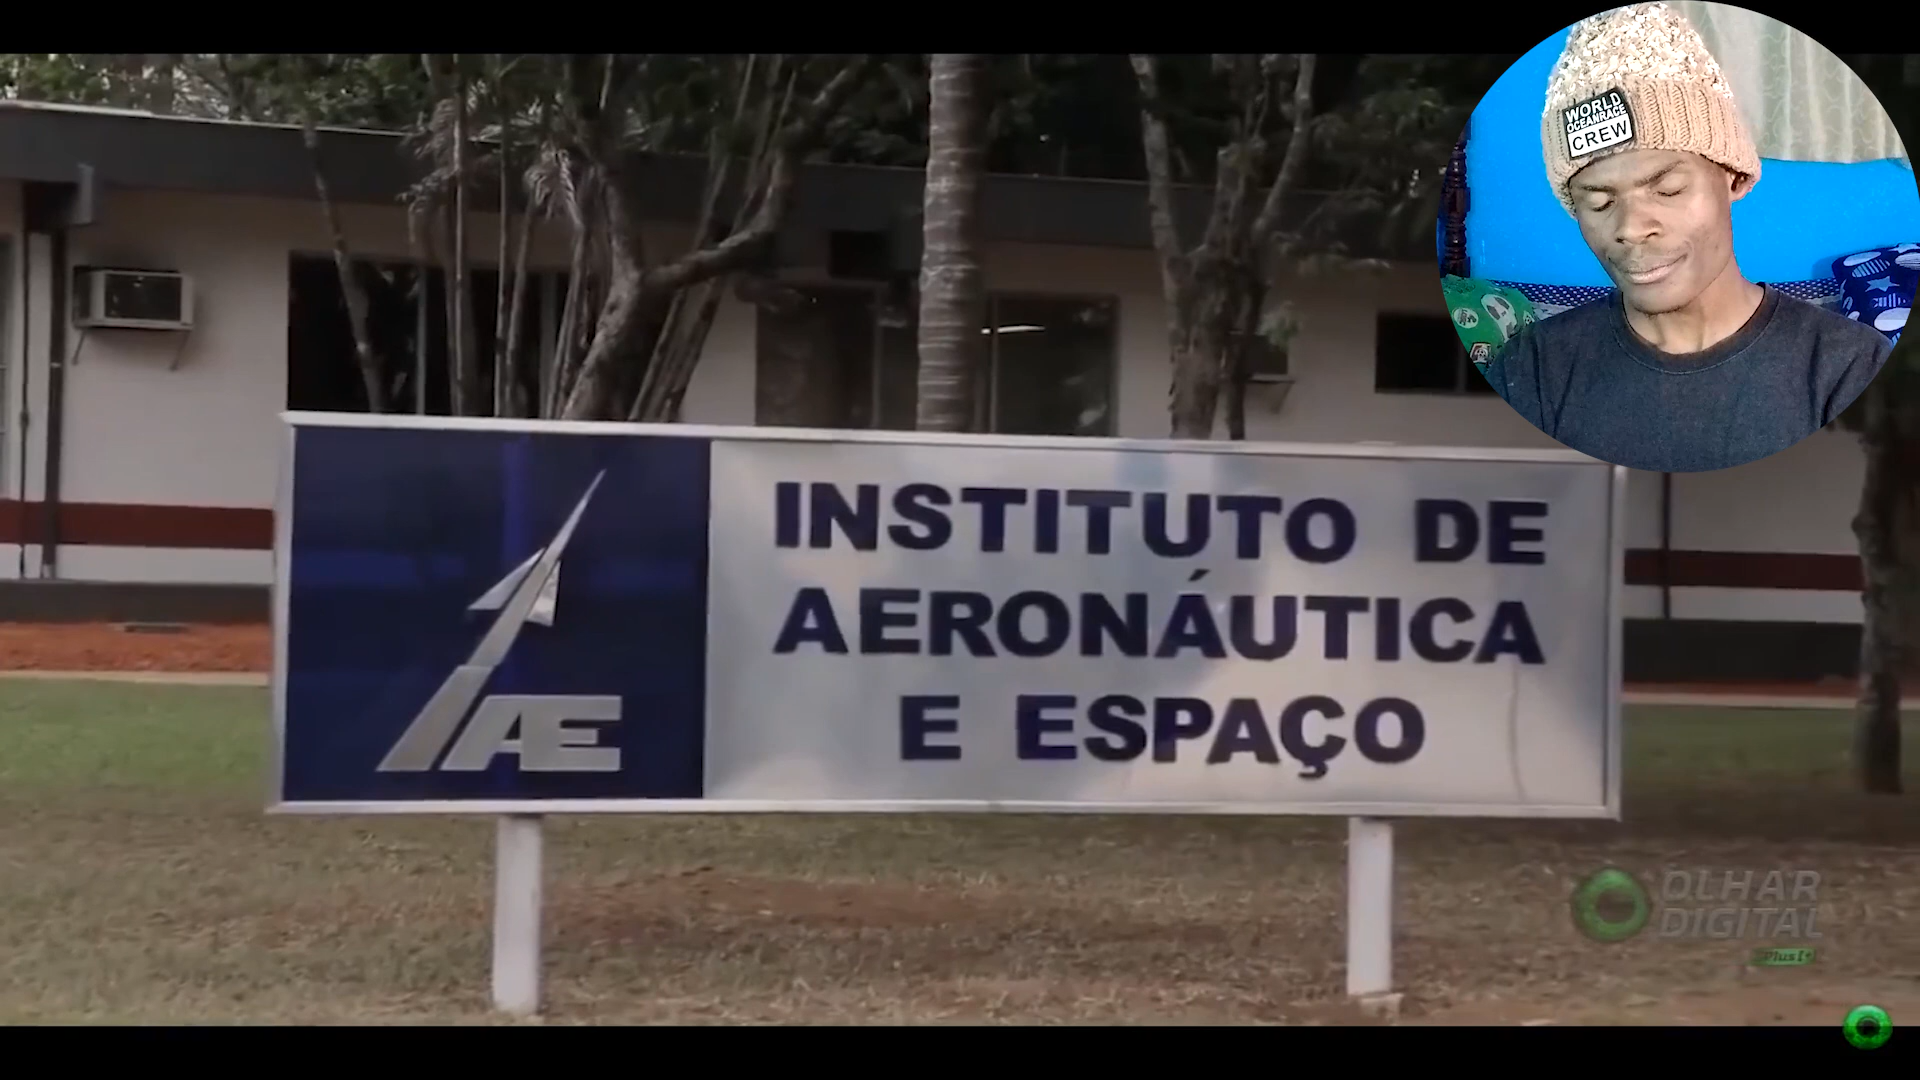 WORLD
OCEANRACE
CREW
INSTITUTO DE
AERONÁUTICA
E ESPAÇO
IAE
OLHAR
DIGITAL
Plus[+]